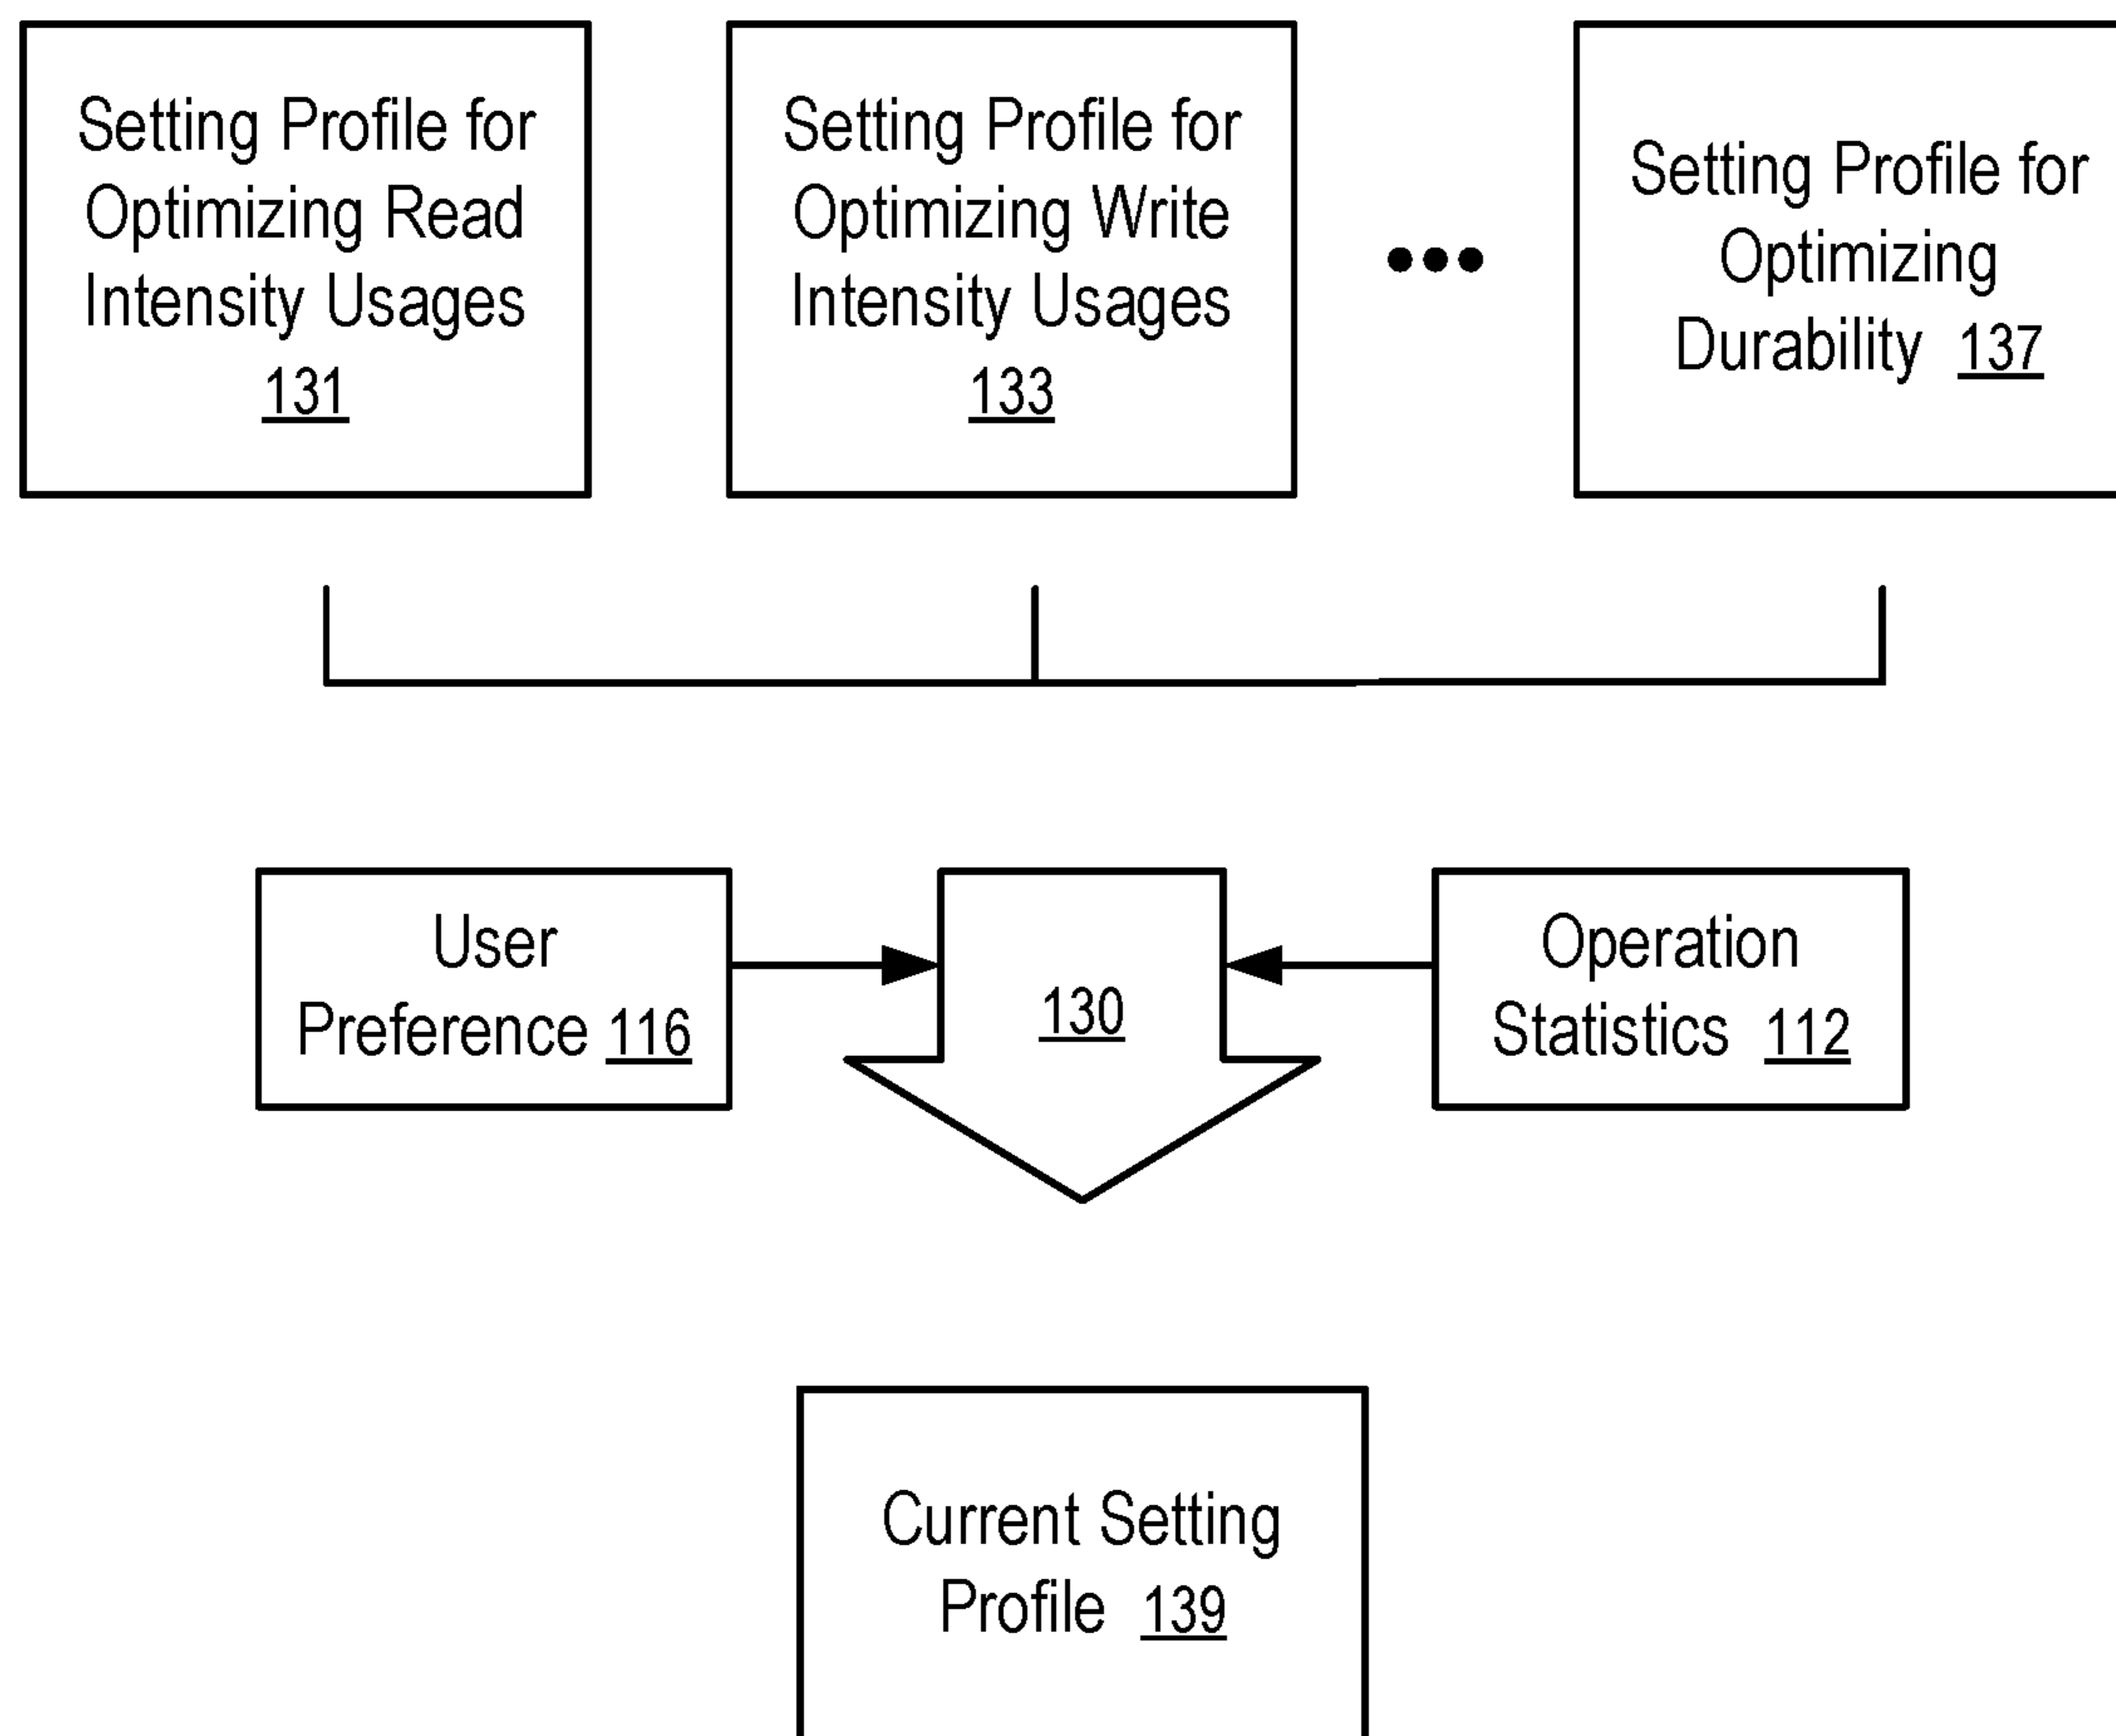 Setting Profile for
Optimizing Read
Intensity Usages
131
Setting Profile for
Optimizing Write
Intensity Usages
133
Setting Profile for
Optimizing
Durability 137
User
Preference 116
130
Operation
Statistics 112
Current Setting
Profile 139